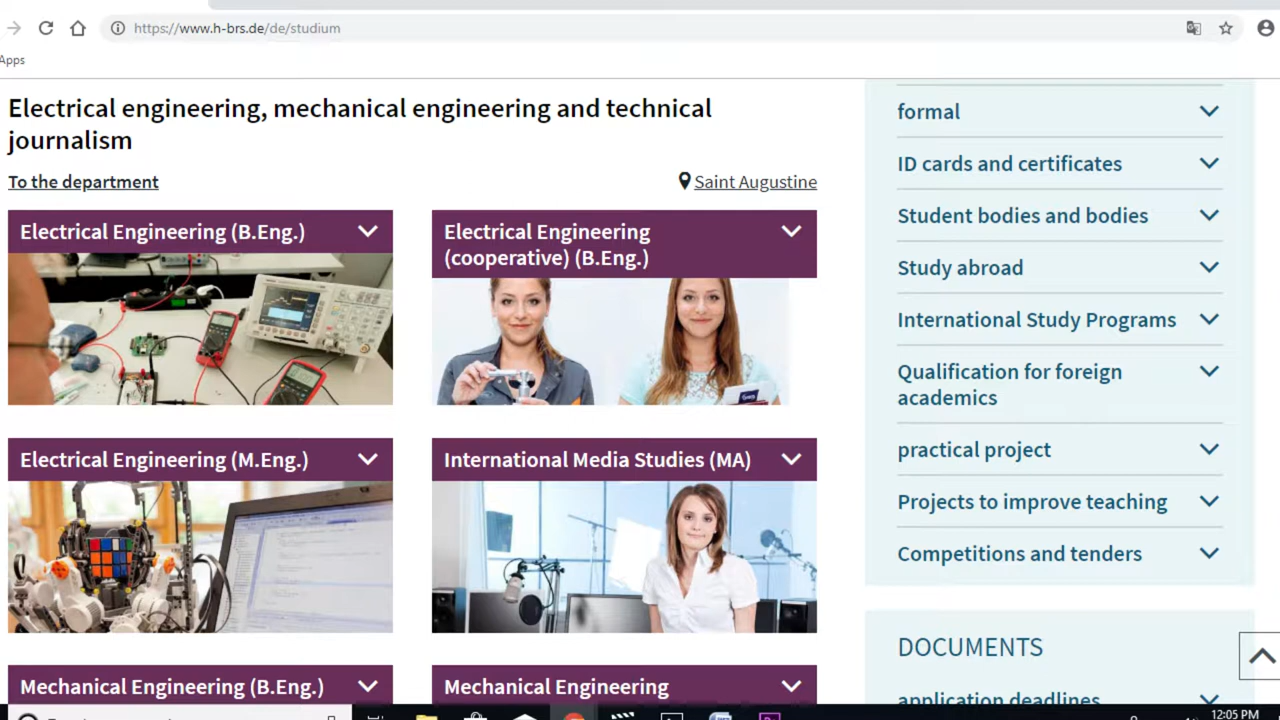 https://www.h-brs.de/de/studium
Apps
Electrical engineering, mechanical engineering and technical
journalism
To the department
Saint Augustine
Electrical Engineering (B.Eng.)
Electrical Engineering
(cooperative) (B.Eng.)
Electrical Engineering (M.Eng.)
International Media Studies (MA)
Mechanical Engineering (B.Eng.)
Mechanical Engineering
formal
ID cards and certificates
Student bodies and bodies
Study abroad
International Study Programs
Qualification for foreign
academics
practical project
Projects to improve teaching
Competitions and tenders
DOCUMENTS
application deadlines
12:05 PM